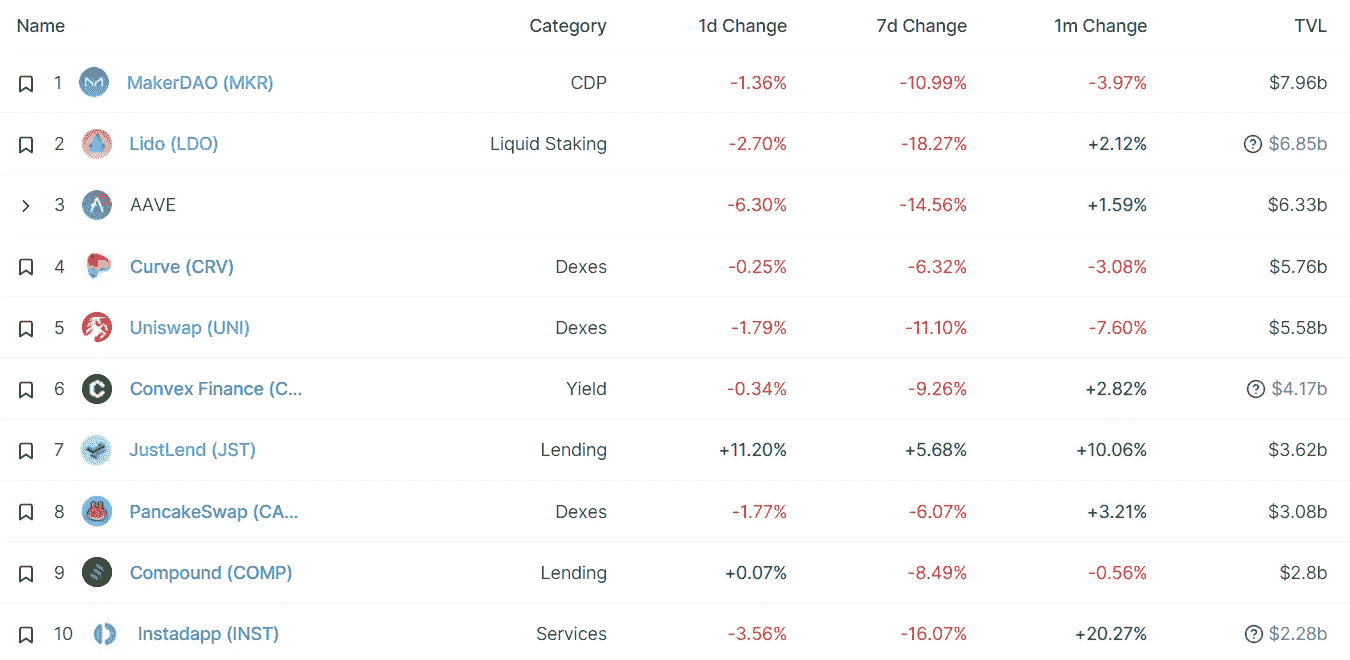 Name Category 1d Change 7d Change 1m Change TVL
1 MakerDAO (MKR) CDP -1.36% -10.99% -3.97% $7.96b
2 Lido (LDO) Liquid Staking -2.70% -18.27% +2.12% ? $6.85b
3 AAVE -6.30% -14.56% +1.59% $6.33b
4 Curve (CRV) Dexes -0.25% -6.32% -3.08% $5.76b
5 Uniswap (UNI) Dexes -1.79% -11.10% -7.60% $5.58b
6 Convex Finance (C... Yield -0.34% -9.26% +2.82% ? $4.17b
7 JustLend (JST) Lending +11.20% +5.68% +10.06% $3.62b
8 PancakeSwap (CA... Dexes -1.77% -6.07% +3.21% $3.08b
9 Compound (COMP) Lending +0.07% -8.49% -0.56% $2.8b
10 Instadapp (INST) Services -3.56% -16.07% +20.27% ? $2.28b